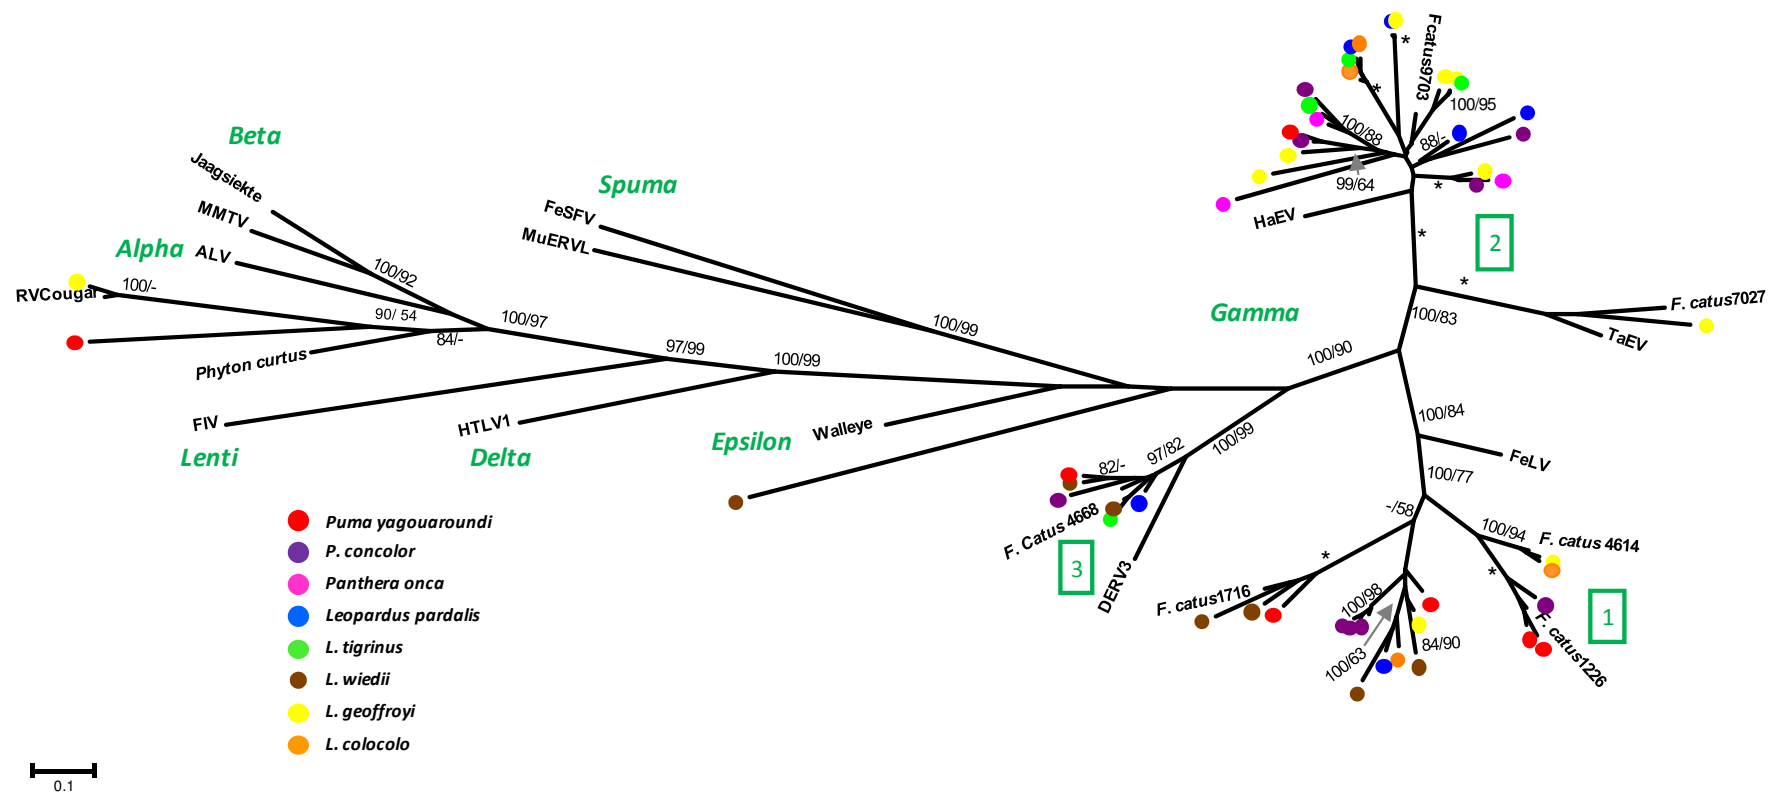 Beta
Jaagsiekte
MMTV
Alpha
ALV
100/92
RVCougar
100/-
90/ 54
84/-
100/97
Phyton curtus
Spuma
FeSFV
MuERVL
100/99
97/99
100/99
FIV
Lenti
HTLV1
Delta
Walleye
Epsilon
Gamma
100/90
100/83
100/99
97/82
82/-
F. Catus 4668
3
DERV3
*
Fcatus9703
*
100/95
100/88
88/-
99/64
*
HaEV
*
2
*
F. catus7027
TaEV
100/84
FeLV
100/77
-/58
100/94
F. catus 4614
*
*
F. catus1716
100/98
100/63
84/90
F. catus1226
1
Puma yagouaroundi
P. concolor
Panthera onca
Leopardus pardalis
L. tigrinus
L. wiedii
L. geoffroyi
L. colocolo
0.1